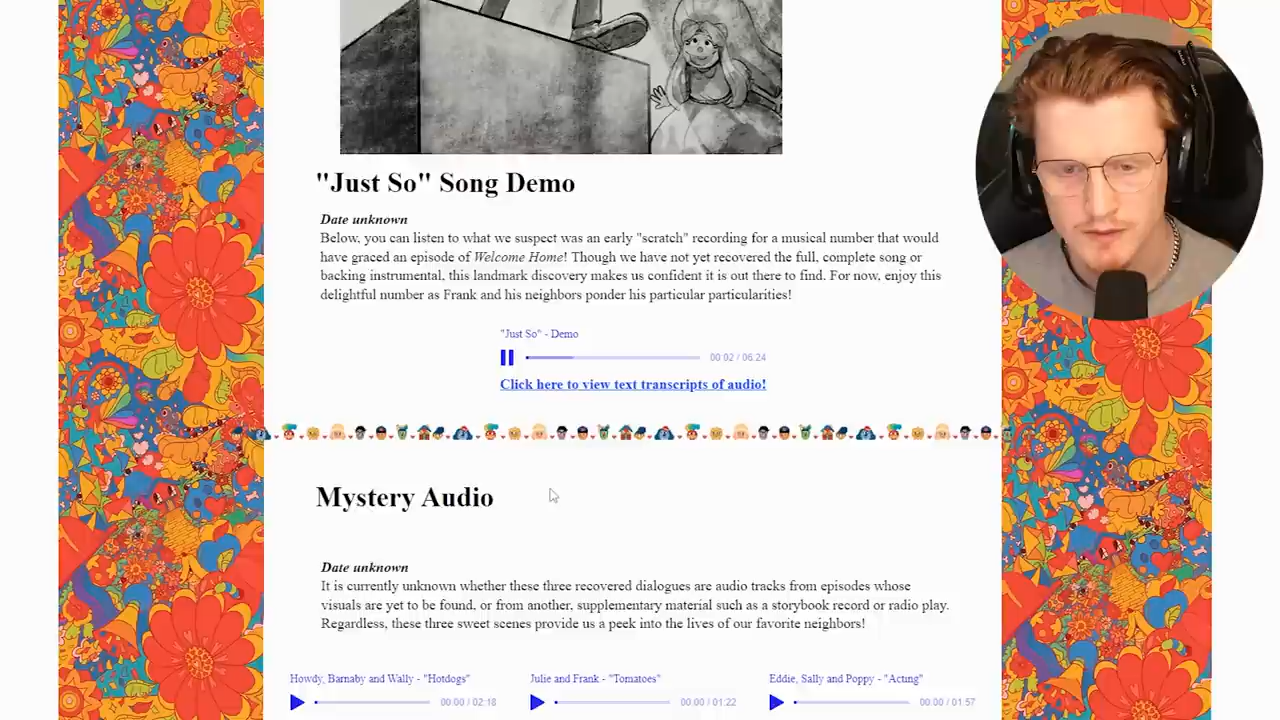 "Just So" Song Demo
Date unknown
Below, you can listen to what we suspect was an early "scratch" recording for a musical number that would
have graced an episode of Welcome Home! Though we have not yet recovered the full, complete song or
backing instrumental, this landmark discovery makes us confident it is out there to find. For now, enjoy this
delightful number as Frank and his neighbors ponder his particular particularities!
"Just So" - Demo
00:02 / 06:24
Click here to view text transcripts of audio!
Mystery Audio
Date unknown
It is currently unknown whether these three recovered dialogues are audio tracks from episodes whose
visuals are yet to be found, or from another, supplementary material such as a storybook record or radio play.
Regardless, these three sweet scenes provide us a peek into the lives of our favorite neighbors!
Howdy, Barnaby and Wally - "Hotdogs"
00:00 / 02:18
Julie and Frank - "Tomatoes"
00:00 / 01:22
Eddie, Sally and Poppy - "Acting"
00:00 / 01:57